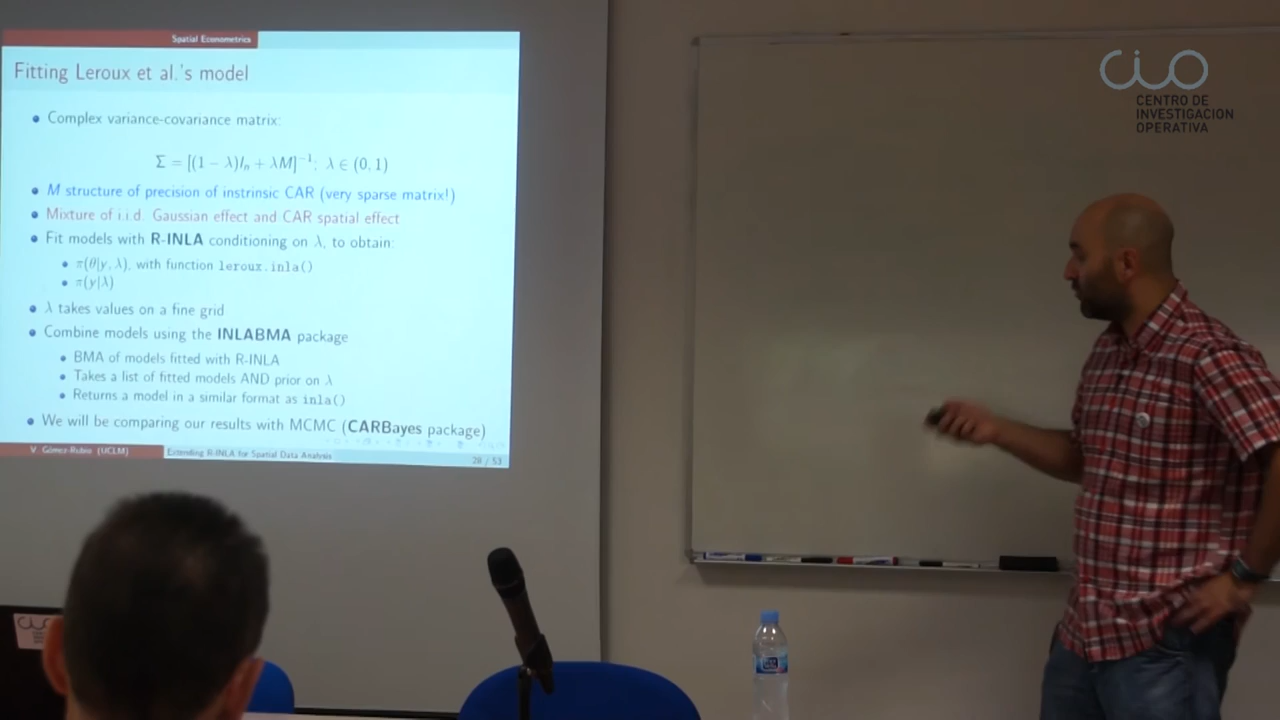 Spatial Econometrics
Fitting Leroux et al.'s model
Complex variance-covariance matrix:
Σ = [(1 − λ)Iₙ + λM]⁻¹; λ ∈ (0, 1)
M structure of precision of instrinsic CAR (very sparse matrix!)
Mixture of i.i.d. Gaussian effect and CAR spatial effect
Fit models with R-INLA conditioning on λ, to obtain:
π(θ|y, λ), with function leroux.inla()
π(y|λ)
λ takes values on a fine grid
Combine models using the INLABMA package
BMA of models fitted with R-INLA
Takes a list of fitted models AND prior on λ
Returns a model in a similar format as inla()
We will be comparing our results with MCMC (CARBayes package)
V. Gómez-Rubio (UCLM)
Extending R-INLA for Spatial Data Analysis
28 / 53
cio
CENTRO DE
INVESTIGACION
OPERATIVA
cio